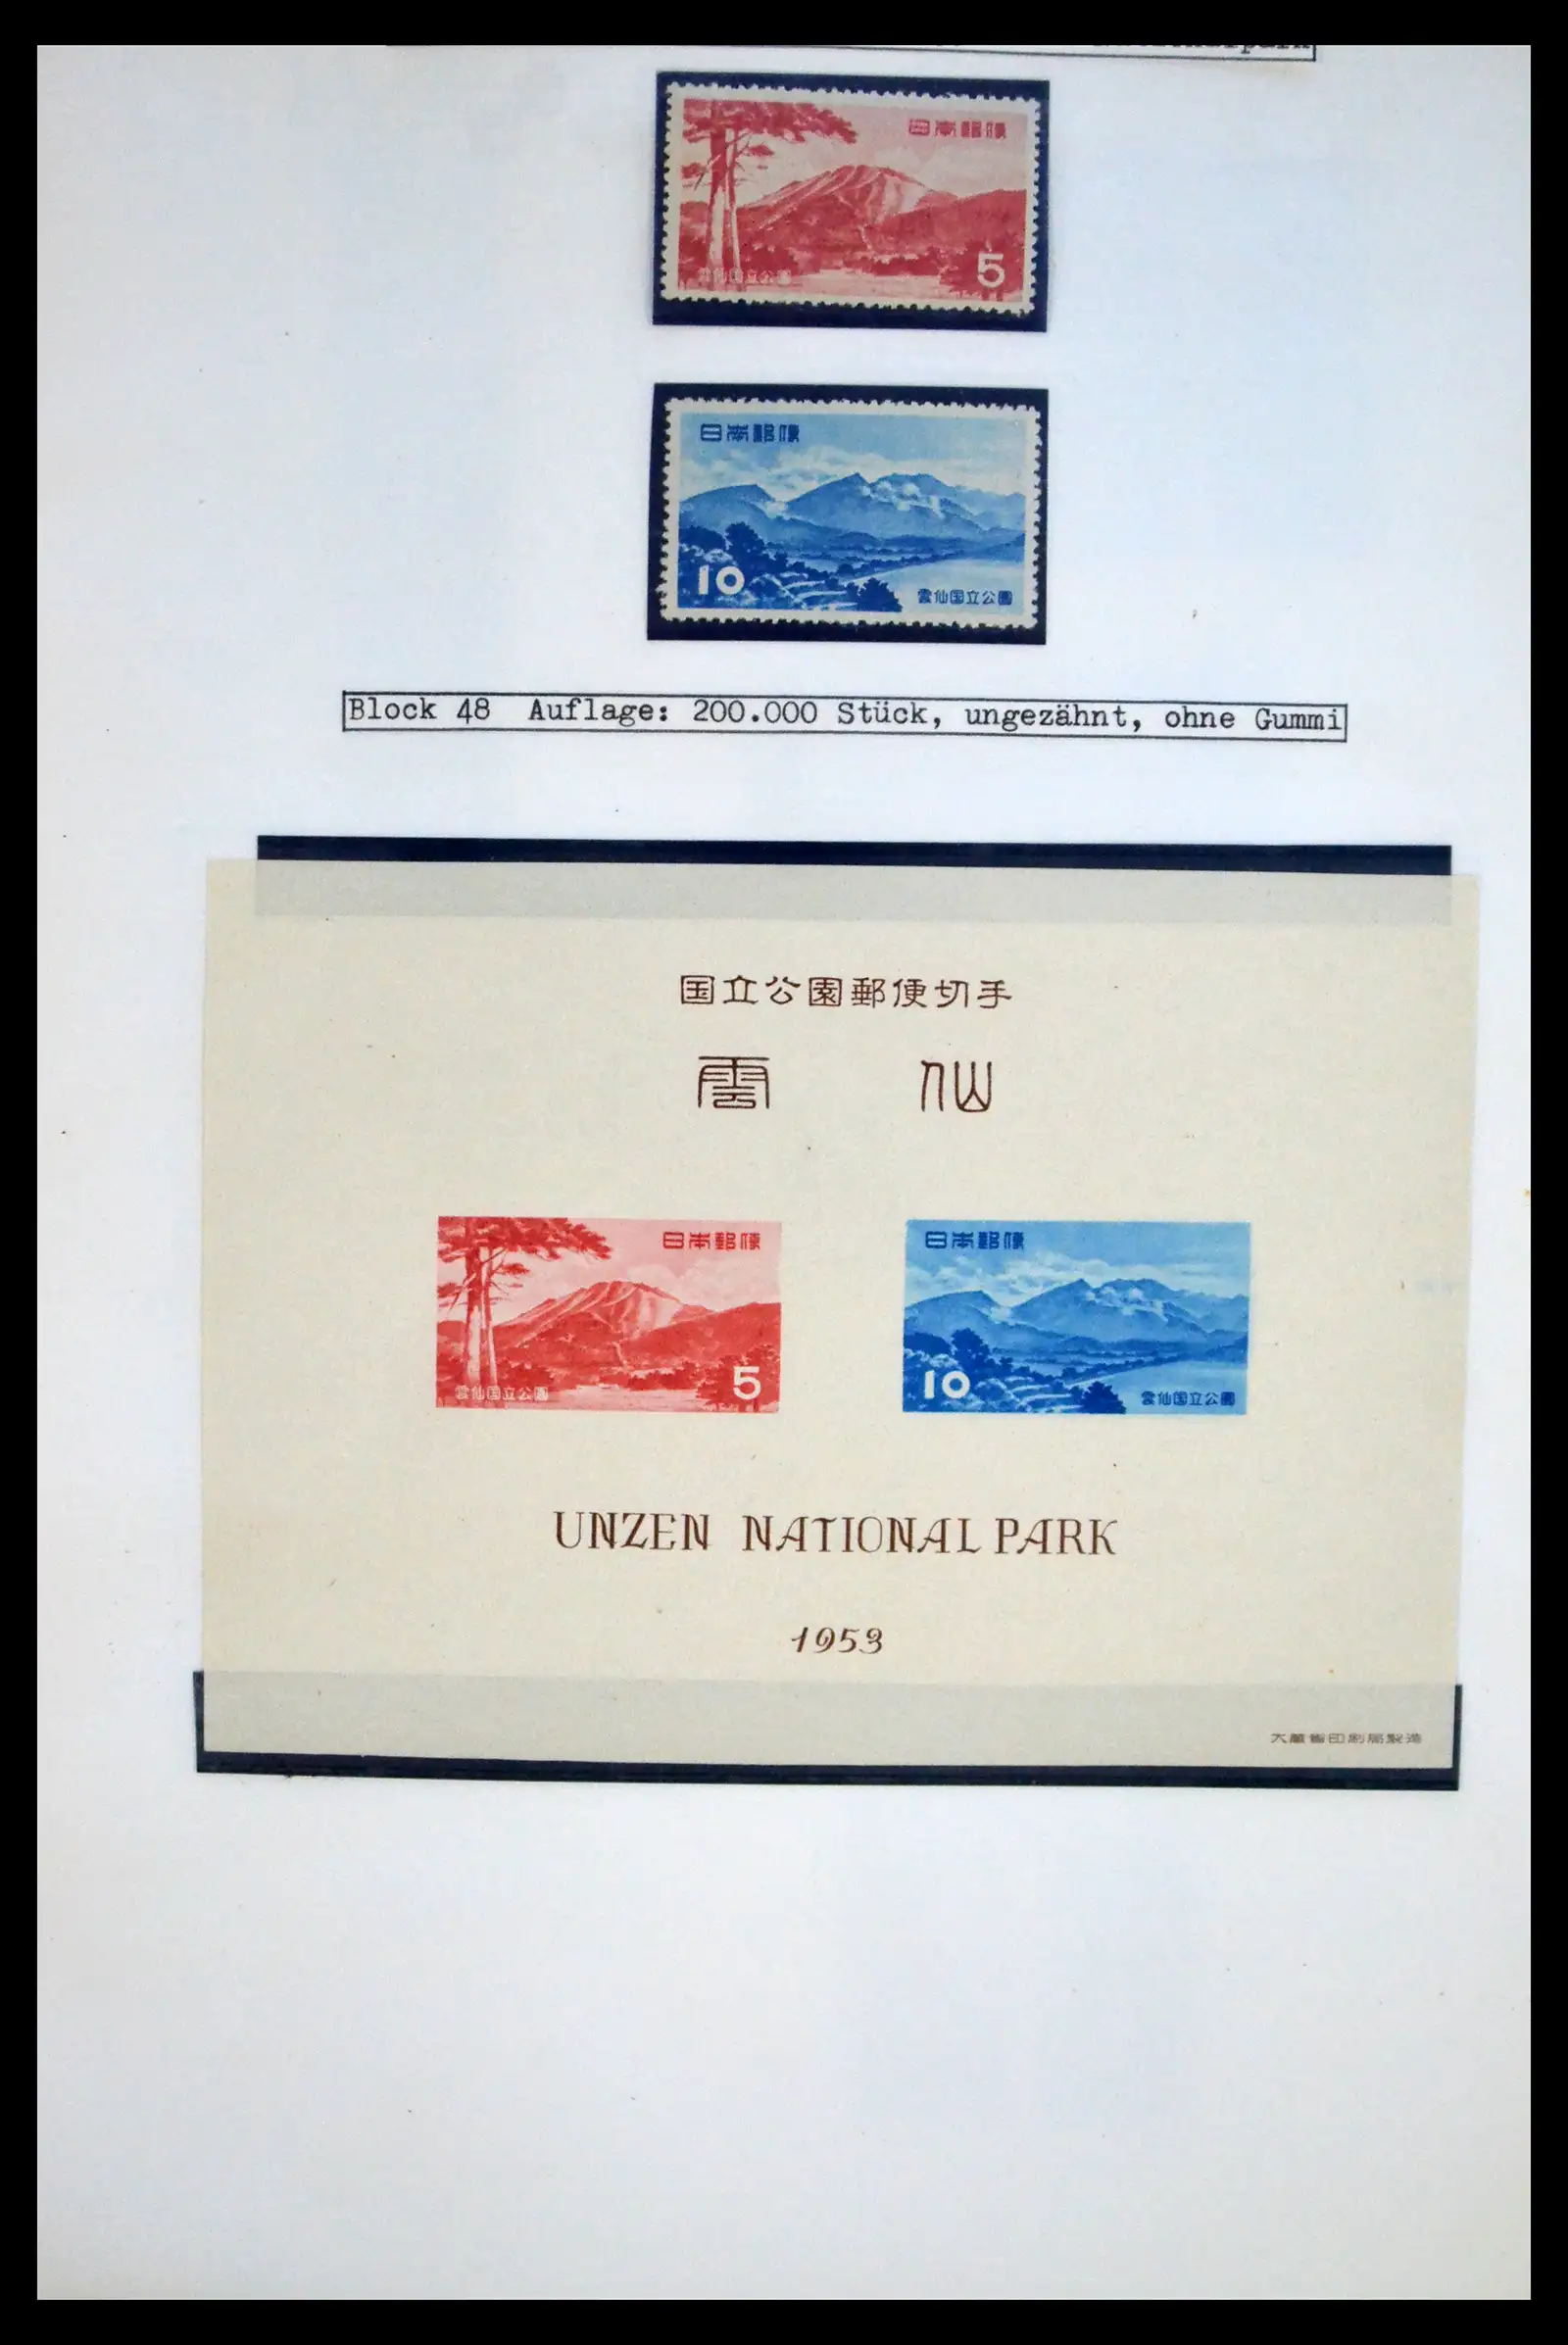 日本郵便
5
雲仙国立公園
日本郵便
10
雲仙国立公園
Block 48 Auflage: 200.000 Stück, ungezähnt, ohne Gummi
国立公園郵便切手
雲仙
日本郵便
5
雲仙国立公園
日本郵便
10
雲仙国立公園
UNZEN NATIONAL PARK
1953
大蔵省印刷局製造